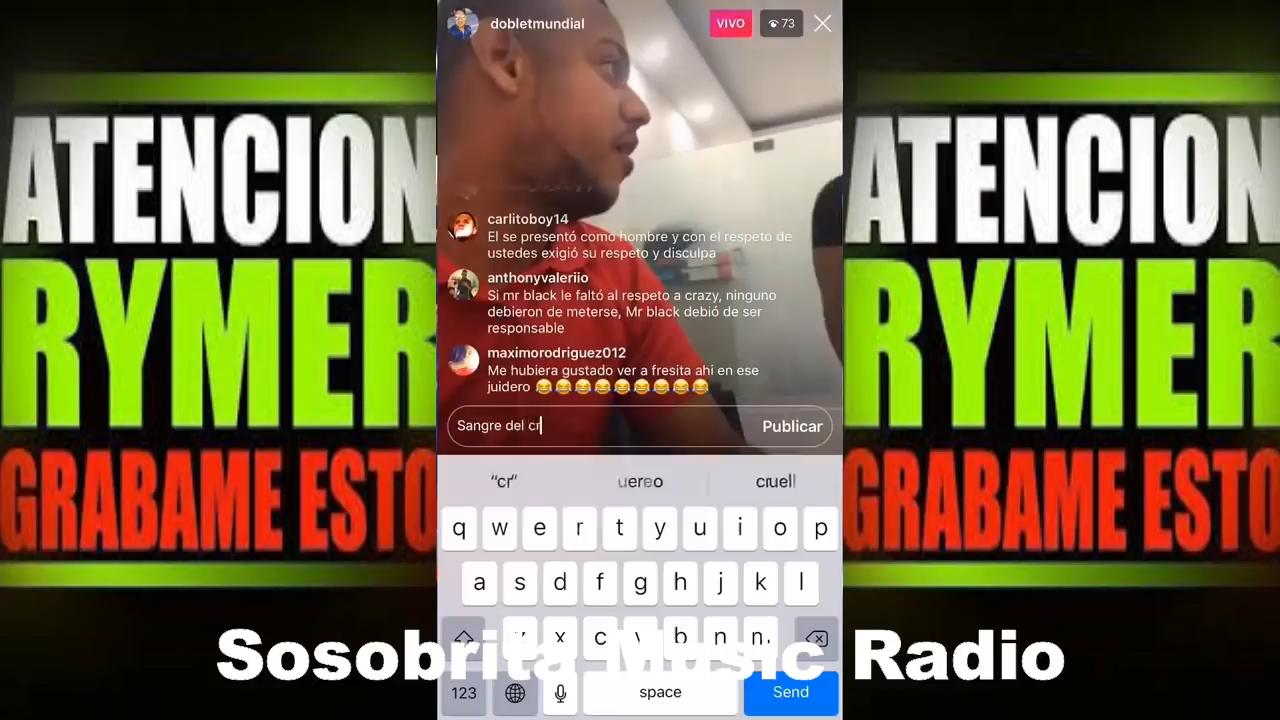 dobletmundial
VIVO
73
ATENCION
RYMER
GRABAME ESTO
carlitoboy14
El se presentó como hombre y con el respeto de
ustedes exigió su respeto y disculpa
anthonyvaleriio
Si mr black le faltó al respeto a crazy, ninguno
debieron de meterse, Mr black debió de ser
responsable
maximorodriguez012
Me hubiera gustado ver a fresita ahi en ese
juidero 😂😂😂😂😂😂😂😂😂
Sangre del cr
Publicar
“cr”
q w e r t y u i o p
a s d f g h j k l
z x c v b n
Sosobrita Music Radio
123
space
Send
ATENCION
RYMER
GRABAME ESTO